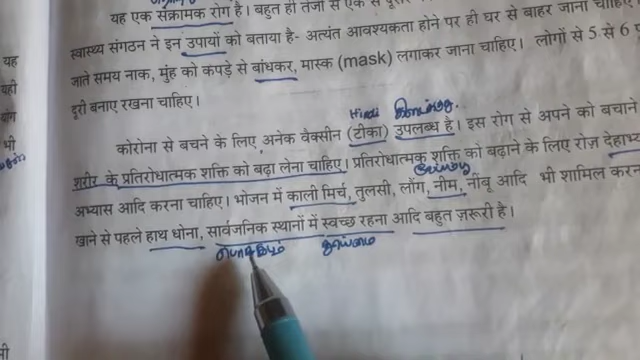 यह एक संक्रामक रोग है। बहुत ही तेजी से एक से दूसरे
स्वास्थ्य संगठन ने इन उपायों को बताया है- अत्यंत आवश्यकता होने पर ही घर से बाहर जाना चाहिए
जाते समय नाक, मुंह को कपड़े से बांधकर, मास्क (mask) लगाकर जाना चाहिए। लोगों से 5 से 6
दूरी बनाए रखना चाहिए।
Hindi
कोरोना से बचने के लिए अनेक वैक्सीन (टीका) उपलब्ध है। इस रोग से अपने को बचाने
शरीर के प्रतिरोधात्मक शक्ति को बढ़ा लेना चाहिए। प्रतिरोधात्मक शक्ति को बढ़ाने के लिए रोज़ देहाभ्
वேப்பிலை
अभ्यास आदि करना चाहिए। भोजन में काली मिर्च, तुलसी, लौंग, नीम, नींबू आदि भी शामिल करन
खाने से पहले हाथ धोना, सार्वजनिक स्थानों में स्वच्छ रहना आदि बहुत ज़रूरी है।
தூய்மை